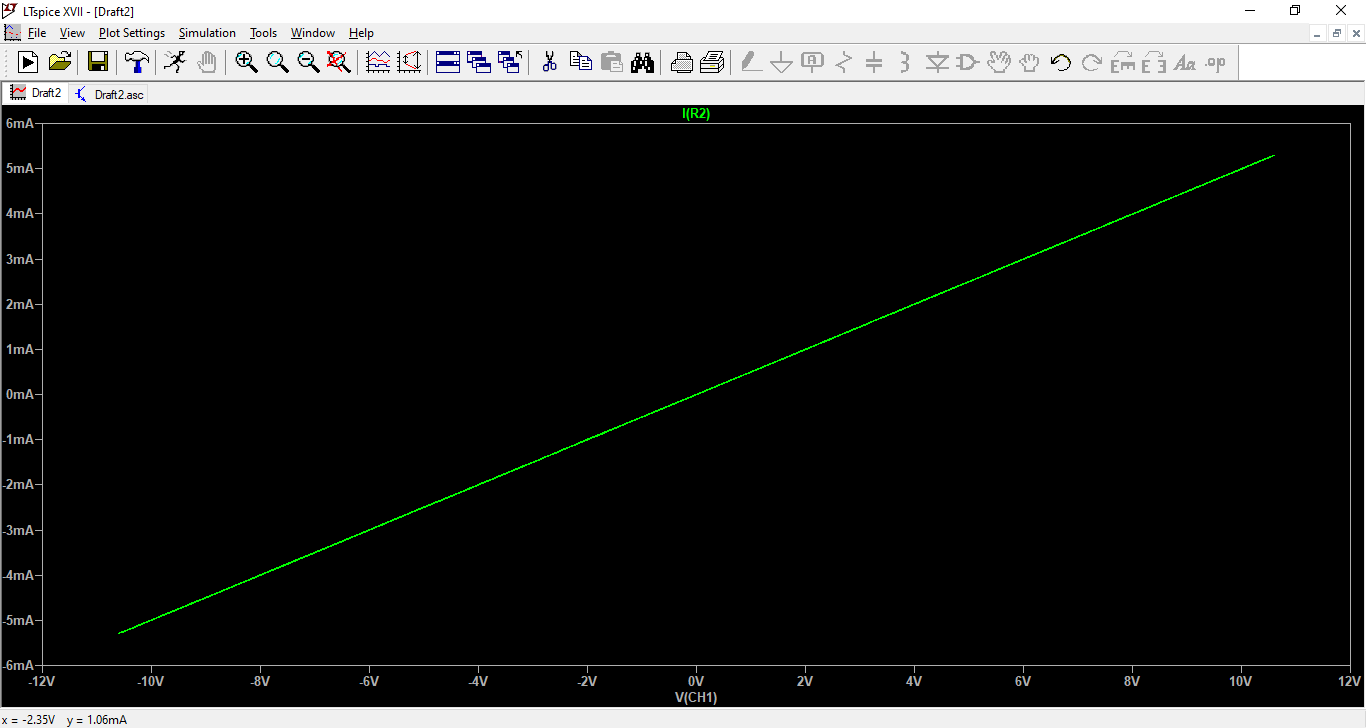 LTspice XVII - [Draft2]
File View Plot Settings Simulation Tools Window Help
Aa .op
Draft2 Draft2.asc
I(R2)
6mA
5mA
4mA
3mA
2mA
1mA
0mA
-1mA
-2mA
-3mA
-4mA
-5mA
-6mA
-12V -10V -8V -6V -4V -2V 0V 2V 4V 6V 8V 10V 12V
V(CH1)
x = -2.35V y = 1.06mA